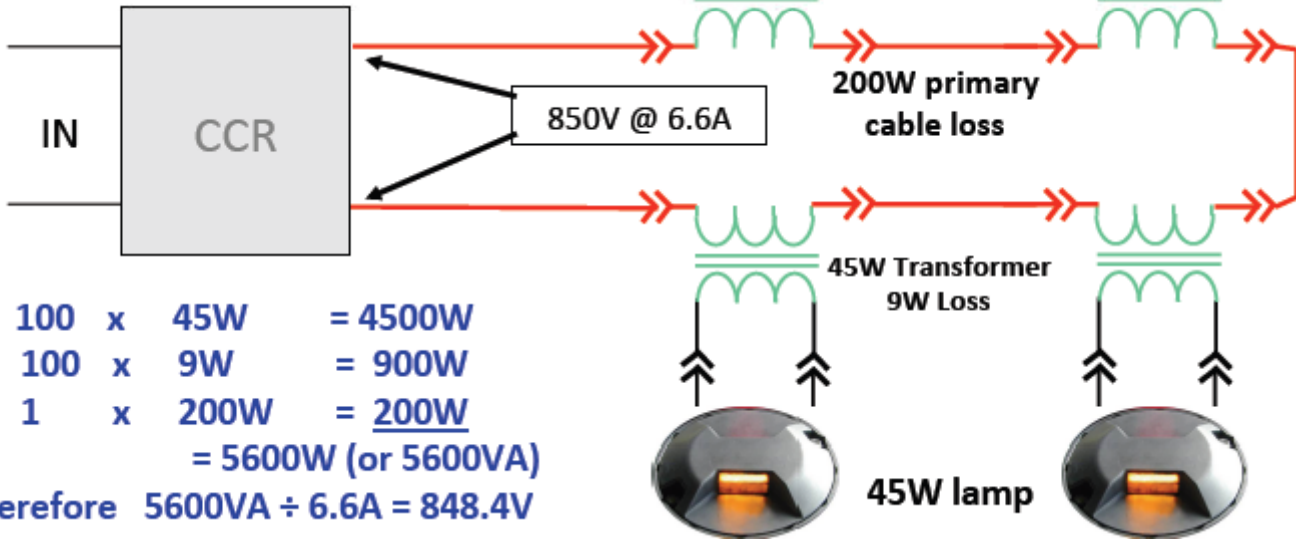 IN
CCR
850V @ 6.6A
200W primary
cable loss
45W Transformer
9W Loss
100 x 45W = 4500W
100 x 9W = 900W
1 x 200W = 200W
= 5600W (or 5600VA)
erefore 5600VA ÷ 6.6A = 848.4V
45W lamp